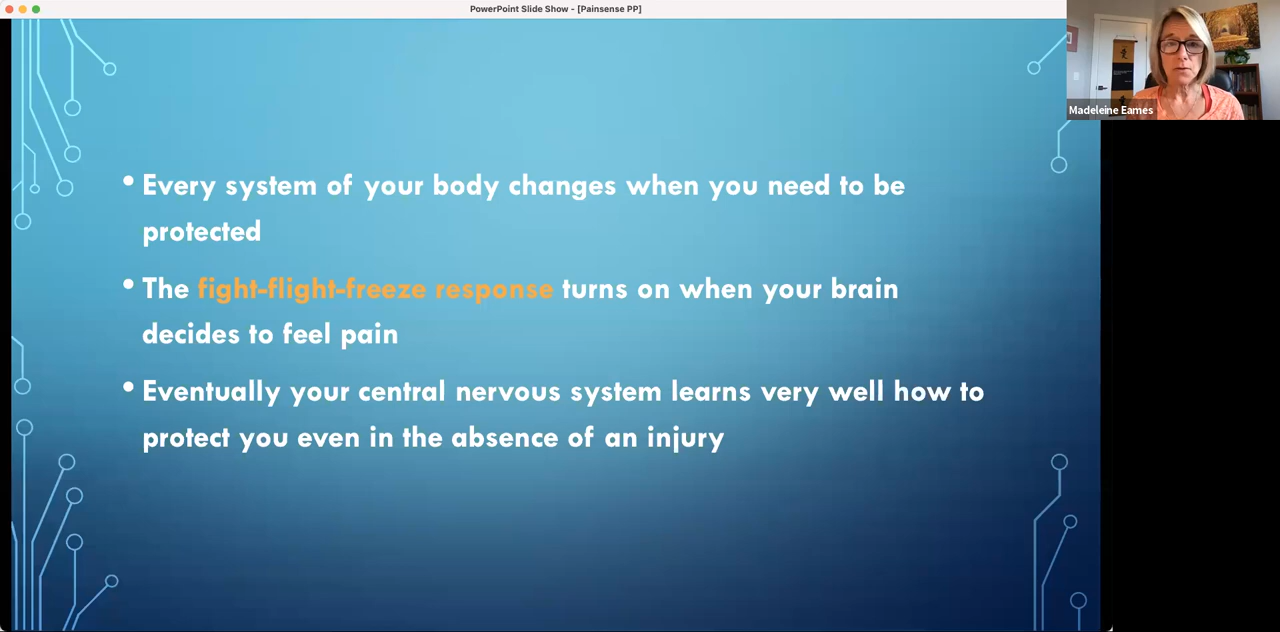 PowerPoint Slide Show - [Painsense PP]
Madeleine Eames
• Every system of your body changes when you need to be
protected
• The fight-flight-freeze response turns on when your brain
decides to feel pain
• Eventually your central nervous system learns very well how to
protect you even in the absence of an injury